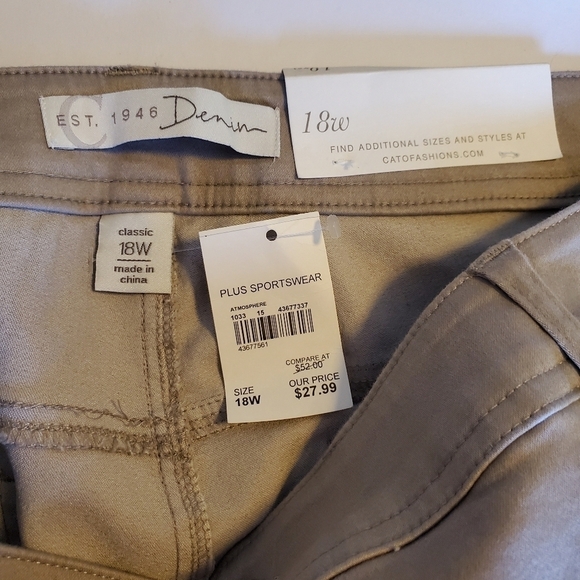 C
EST. 1946 Denim
18w
FIND ADDITIONAL SIZES AND STYLES AT
CATOFASHIONS.COM
classic
18W
made in
china
PLUS SPORTSWEAR
ATMOSPHERE
1033 15 43677337
43677561
COMPARE AT
$52.00
SIZE OUR PRICE
18W $27.99